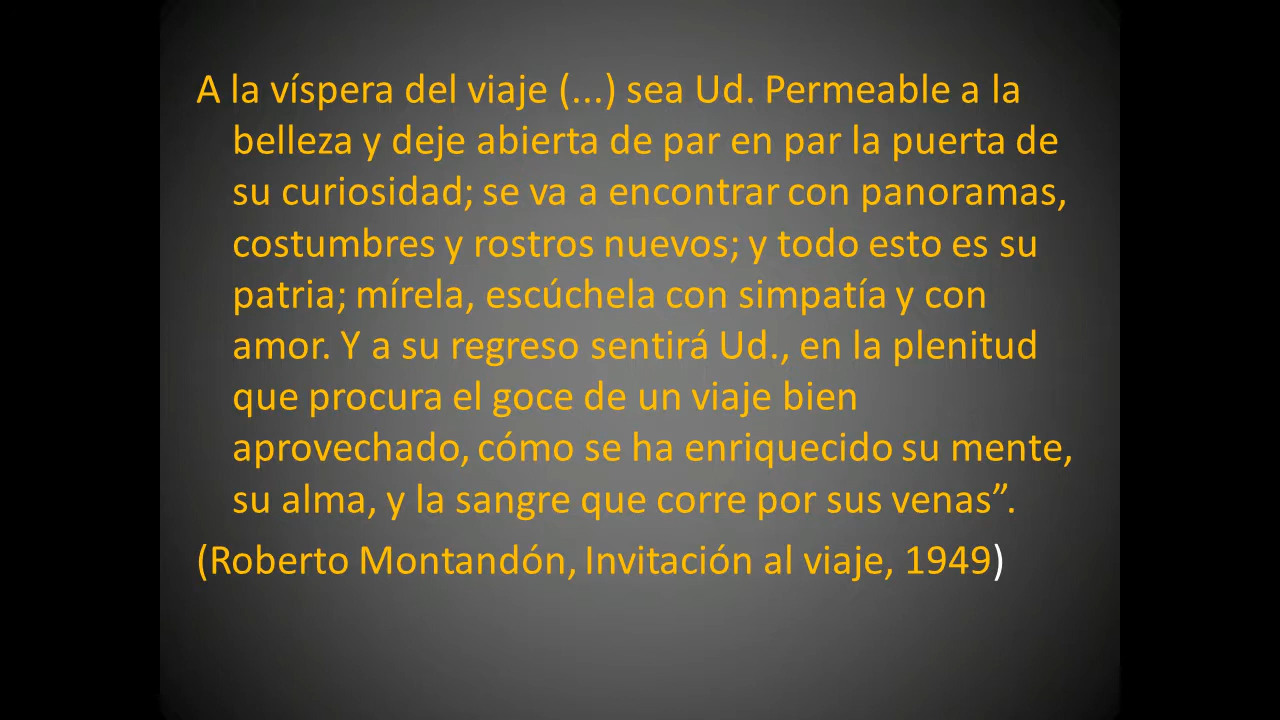 A la víspera del viaje (...) sea Ud. Permeable a la
belleza y deje abierta de par en par la puerta de
su curiosidad; se va a encontrar con panoramas,
costumbres y rostros nuevos; y todo esto es su
patria; mírela, escúchela con simpatía y con
amor. Y a su regreso sentirá Ud., en la plenitud
que procura el goce de un viaje bien
aprovechado, cómo se ha enriquecido su mente,
su alma, y la sangre que corre por sus venas”.
(Roberto Montandón, Invitación al viaje, 1949)